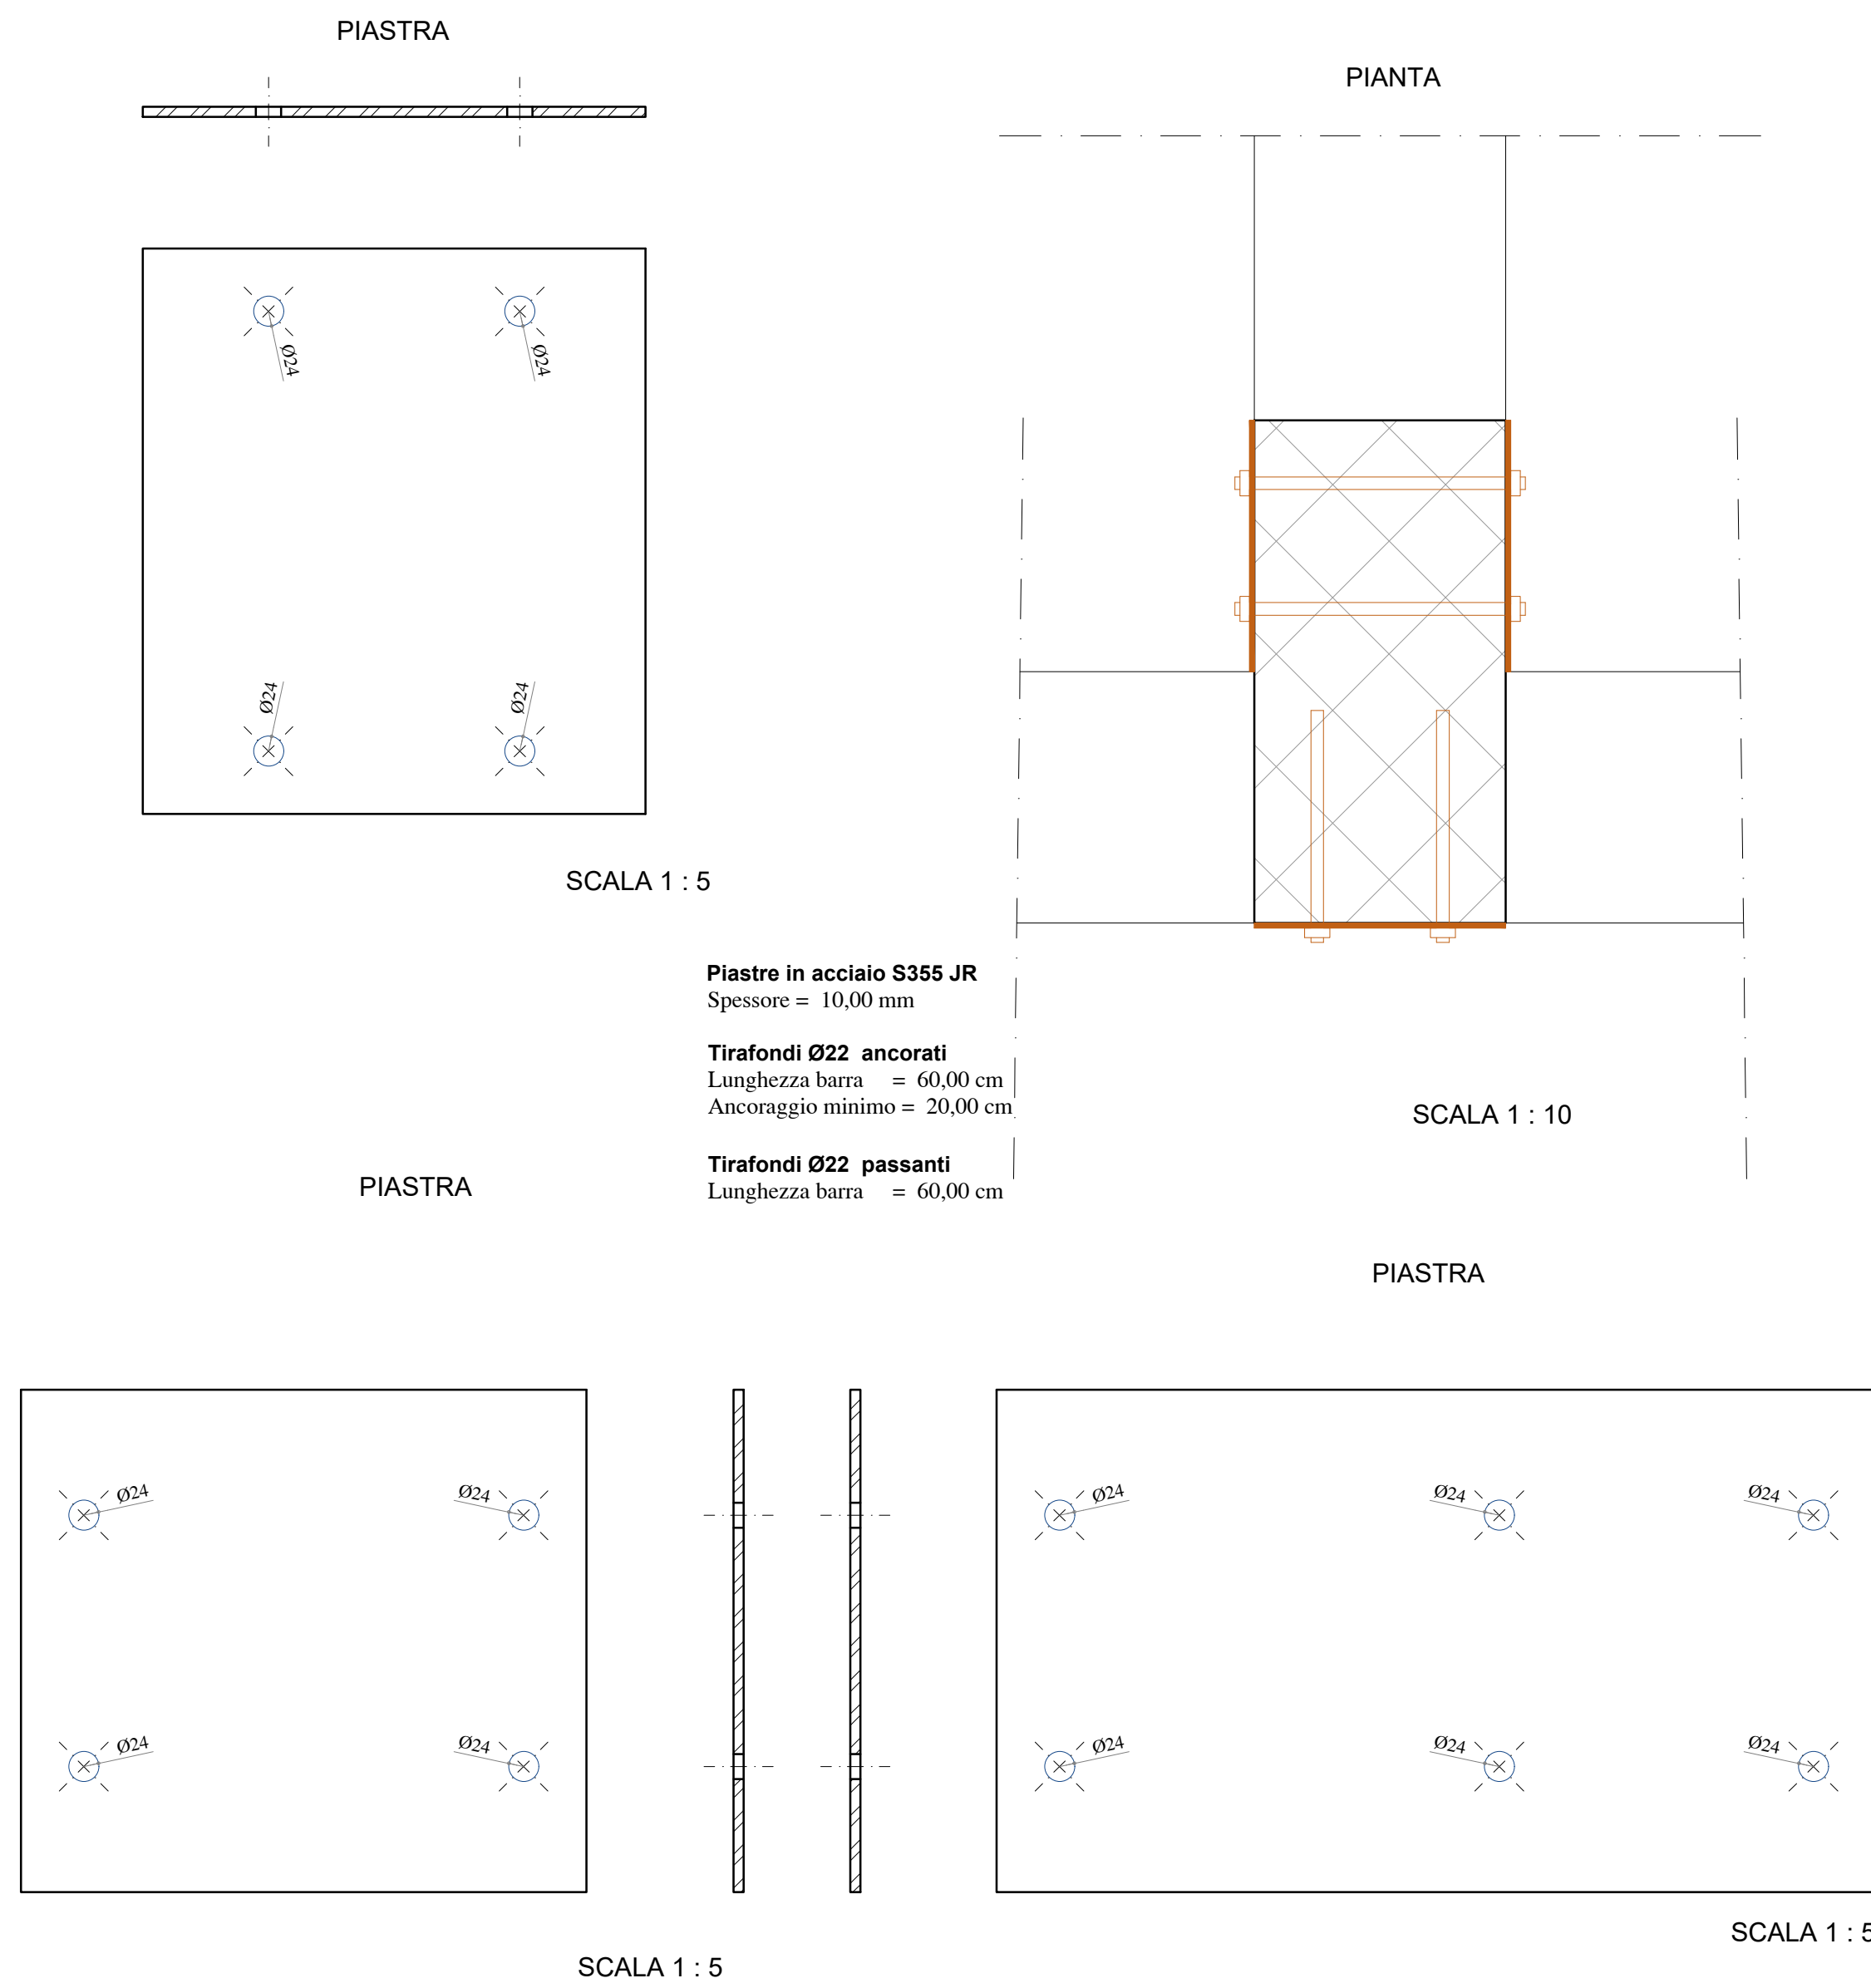 PIASTRA
PIANTA
Ø24
Ø24
Ø24
Ø24
SCALA 1 : 5
Piastre in acciaio S355 JR
Spessore = 10,00 mm
Tirafondi Ø22 ancorati
Lunghezza barra = 60,00 cm
Ancoraggio minimo = 20,00 cm
SCALA 1 : 10
Tirafondi Ø22 passanti
Lunghezza barra = 60,00 cm
PIASTRA
PIASTRA
Ø24
Ø24
Ø24
Ø24
Ø24
Ø24
Ø24
Ø24
Ø24
Ø24
SCALA 1 : 5
SCALA 1 : 5